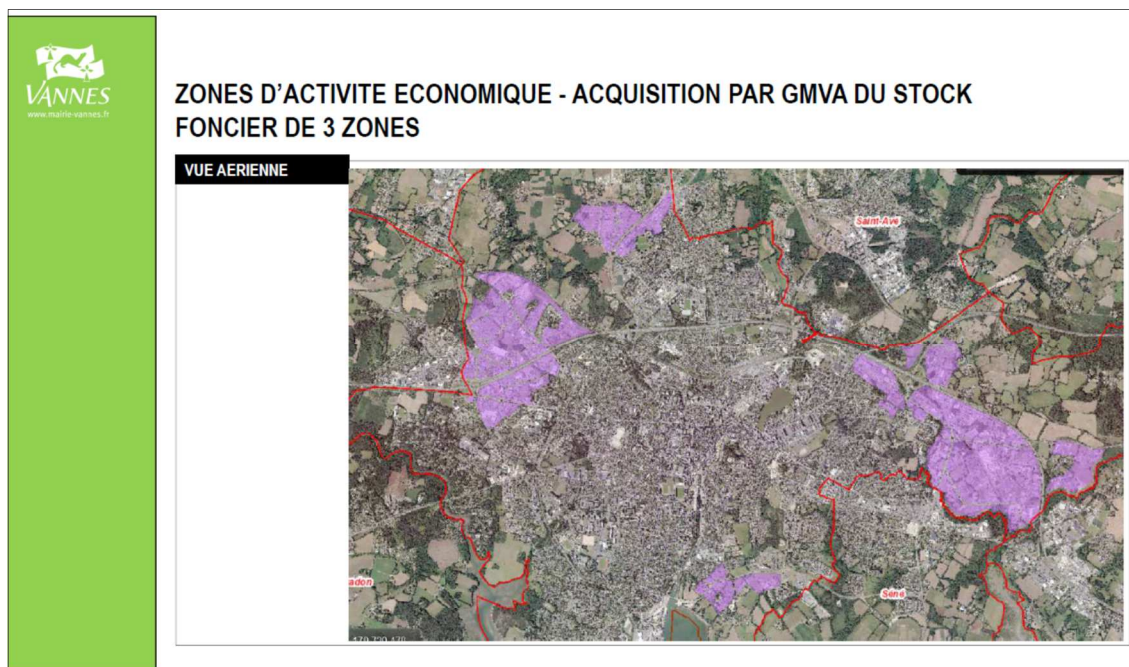 VANNES
www.mairie-vannes.fr
ZONES D'ACTIVITE ECONOMIQUE - ACQUISITION PAR GMVA DU STOCK
FONCIER DE 3 ZONES
VUE AERIENNE
Saint-Avé
adon
Séné